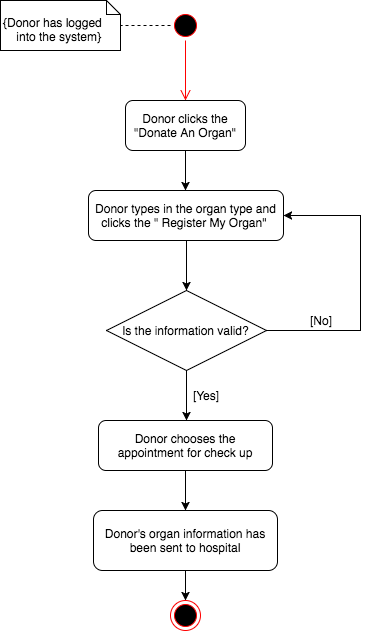 {Donor has logged
into the system}
Donor clicks the
"Donate An Organ"
Donor types in the organ type and
clicks the " Register My Organ"
Is the information valid?
[No]
[Yes]
Donor chooses the
appointment for check up
Donor's organ information has
been sent to hospital